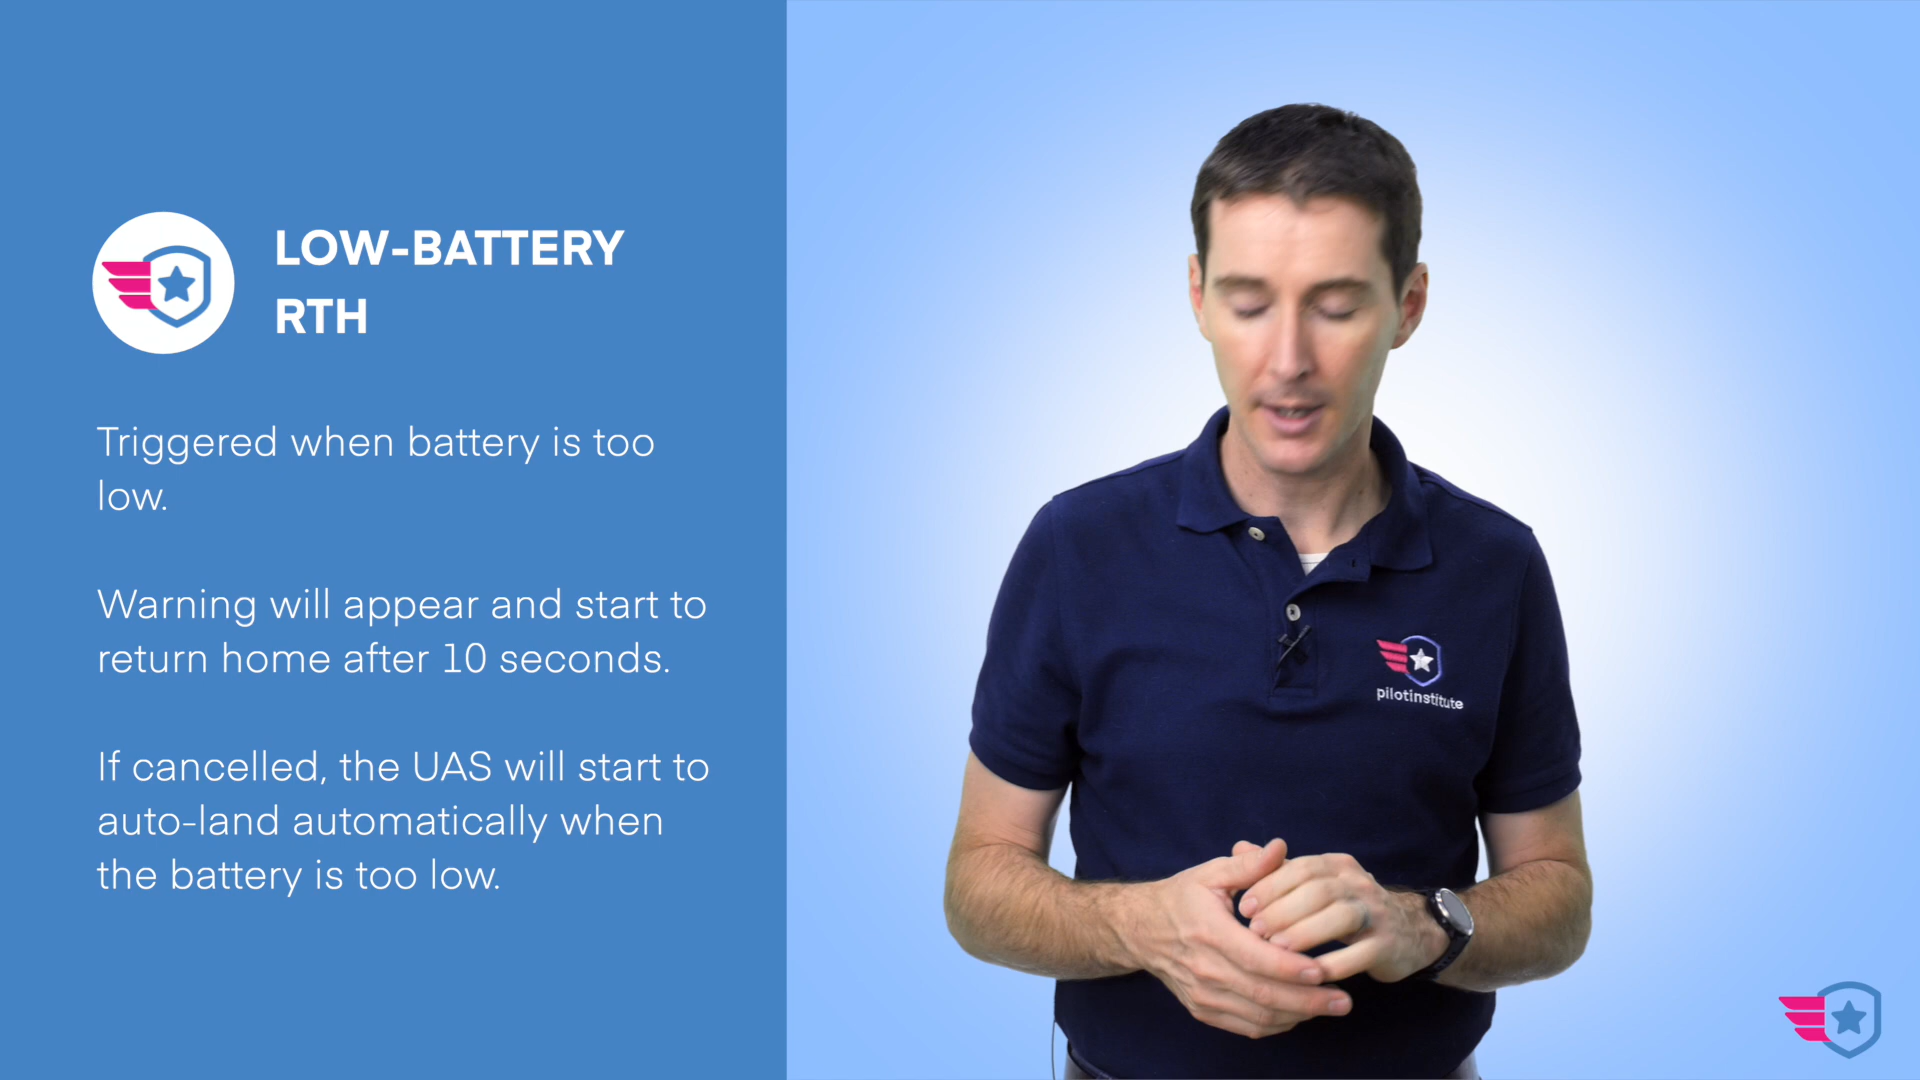 LOW-BATTERY
RTH
Triggered when battery is too
low.
Warning will appear and start to
return home after 10 seconds.
If cancelled, the UAS will start to
auto-land automatically when
the battery is too low.
pilotinstitute